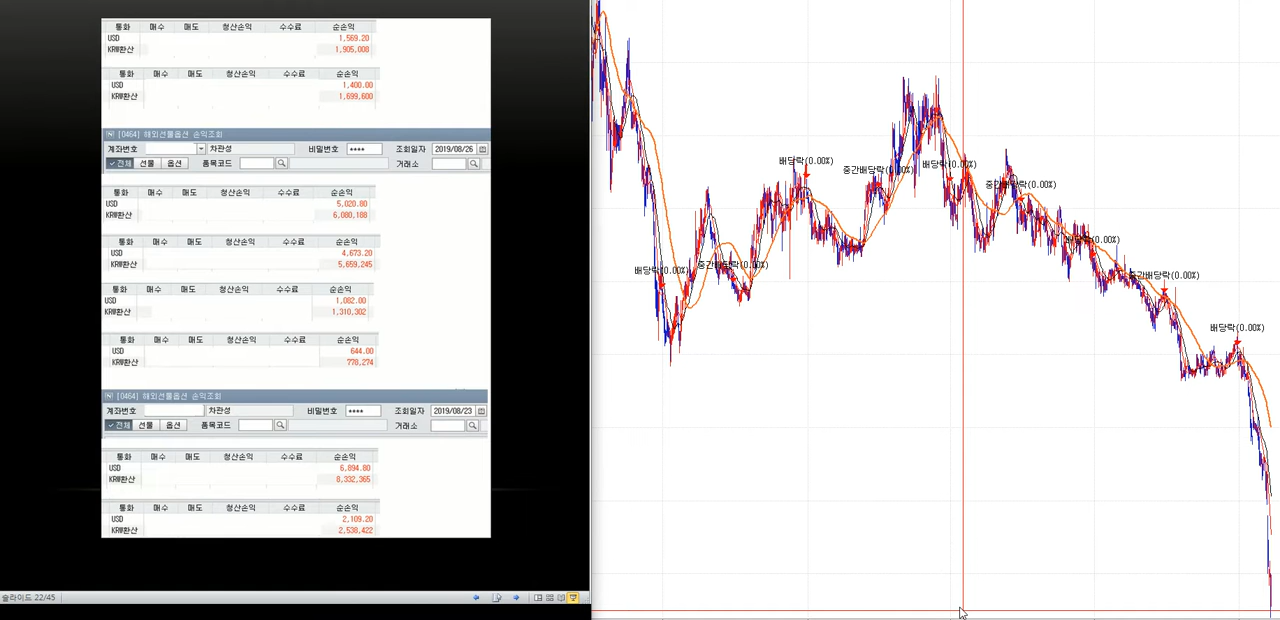 통화 매수 매도 청산손익 수수료 순손익
USD 1,569.20
KRW환산 1,905,008
통화 매수 매도 청산손익 수수료 순손익
USD 1,400.00
KRW환산 1,699,600
[0464] 해외선물옵션 손익조회
계좌번호 차관성 비밀번호 **** 조회일자 2019/08/26
전체 선물 옵션 품목코드 거래소
통화 매수 매도 청산손익 수수료 순손익
USD 5,020.80
KRW환산 6,080,188
통화 매수 매도 청산손익 수수료 순손익
USD 4,673.20
KRW환산 5,659,245
통화 매수 매도 청산손익 수수료 순손익
USD 1,082.00
KRW환산 1,310,302
통화 매수 매도 청산손익 수수료 순손익
USD 644.00
KRW환산 778,274
[0464] 해외선물옵션 손익조회
계좌번호 차관성 비밀번호 **** 조회일자 2019/08/23
전체 선물 옵션 품목코드 거래소
통화 매수 매도 청산손익 수수료 순손익
USD 6,894.80
KRW환산 8,332,365
통화 매수 매도 청산손익 수수료 순손익
USD 2,109.20
KRW환산 2,538,422
슬라이드 22/45
배당락(0.00%)
중간배당락(0.00%)
배당락(0.00%)
중간배당락(0.00%)
배당락(0.00%)
중간배당락(0.00%)
배당락(0.00%)
중간배당락(0.00%)
배당락(0.00%)